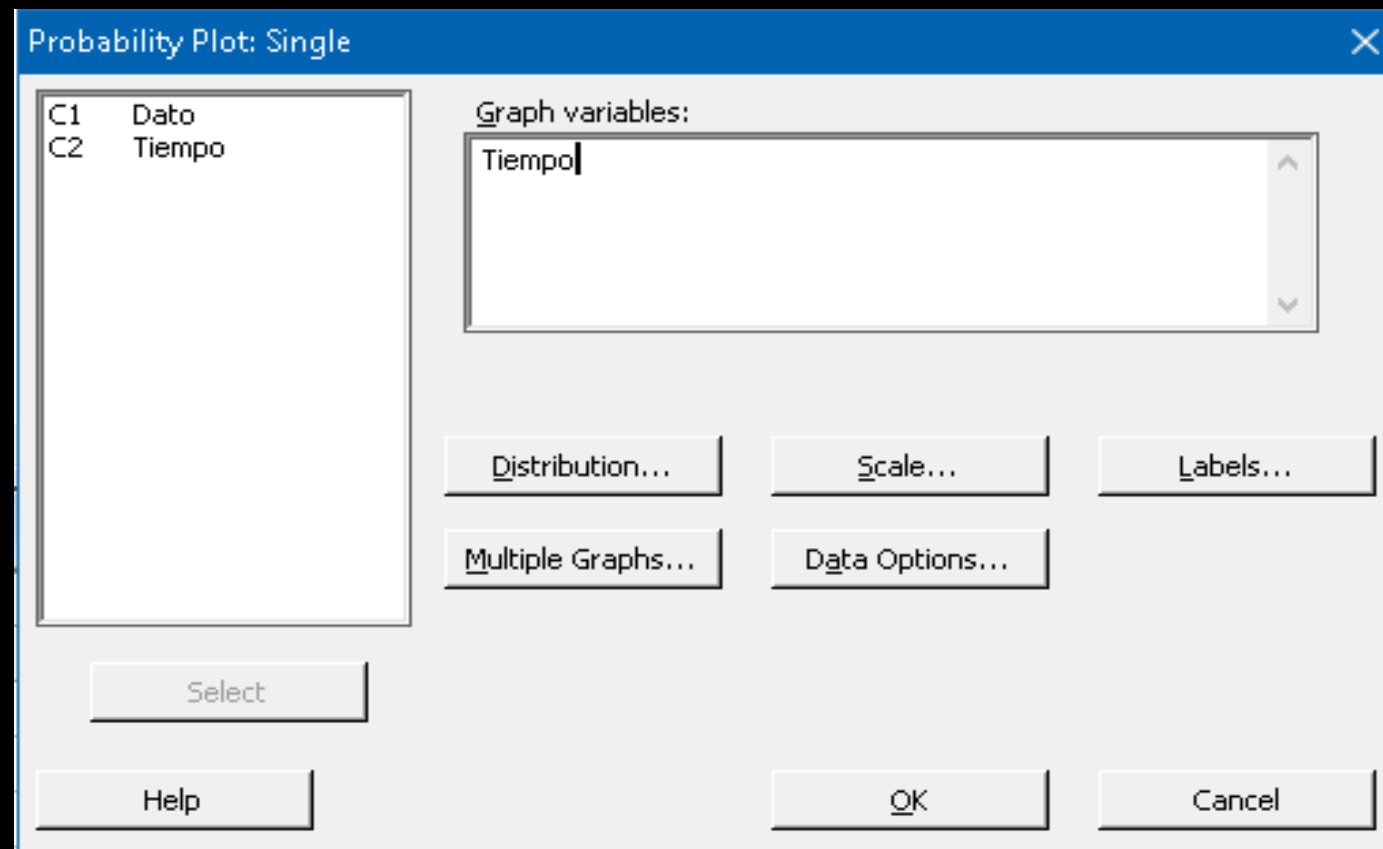 Probability Plot: Single
C1 Dato
C2 Tiempo
Graph variables:
Tiempo
Distribution...
Scale...
Labels...
Multiple Graphs...
Data Options...
Select
Help
OK
Cancel